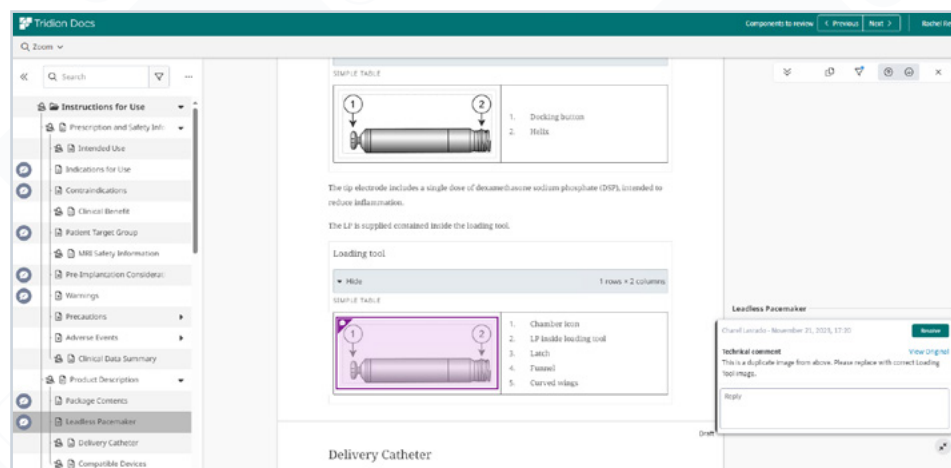 Tridion Docs
Components to review
Previous
Next
Zoom
Search
Instructions for Use
Prescription and Safety Info
Intended Use
Indications for Use
Contraindications
Clinical Benefit
Patient Target Group
MRI Safety Information
Pre-Implantation Considerat
Warnings
Precautions
Adverse Events
Clinical Data Summary
Product Description
Package Contents
Leadless Pacemaker
Delivery Catheter
Compatible Devices
SIMPLE TABLE
1
2
1. Docking button
2. Helix
The tip electrode includes a single dose of dexamethasone sodium phosphate (DSP), intended to
reduce inflammation.
The LP is supplied contained inside the loading tool.
Loading tool
Hide
1 rows × 2 columns
SIMPLE TABLE
1
2
1. Chamber icon
2. LP inside loading tool
3. Latch
4. Funnel
5. Curved wings
Draft
Delivery Catheter
Leadless Pacemaker
November 21, 2023, 17:20
Resolve
Technical comment
View Original
This is a duplicate image from above. Please replace with correct Loading
Tool image.
Reply